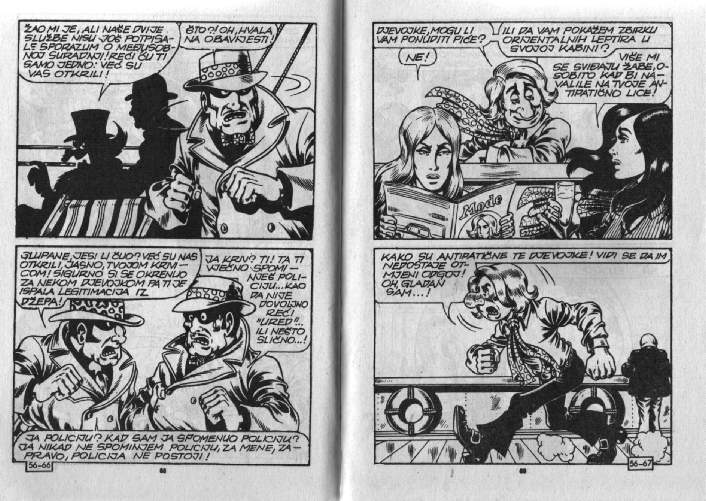 ŽAO MI JE, ALI NAŠE DVIJE
SLUŽBE NISU JOŠ POTPISA-
LE SPORAZUM O MEĐUSOB-
NOJ SURADNJI! REĆI ĆU TI
SAMO JEDNO: VEĆ SU
VAS OTKRILI!
ŠTO?! OH, HVALA
NA OBAVIJESTI!
GLUPANE, JESI LI ČUO? VEĆ SU NAS
OTKRILI! JASNO, TVOJOM KRIVI-
COM! SIGURNO SI SE OKRENUO
ZA NEKOM DJEVOJKOM PA TI JE
ISPALA LEGITIMACIJA IZ
DŽEPA!
JA KRIV? TI! TA TI
VJEČNO SPOMI-
NJEŠ POLI-
CIJU... KAO
DA NIJE
DOVOLJNO
REĆI
"URED"...
ILI NEŠTO
SLIČNO...!
JA POLICIJU? KAD SAM JA SPOMENUO POLICIJU?
JA NIKAD NE SPOMINJEM POLICIJU, ZA MENE, ZA-
PRAVO, POLICIJA NE POSTOJI!
56-66
68
DJEVOJKE, MOGU LI
VAM PONUDITI PIĆE?
ILI DA VAM POKAŽEM ZBIRKU
ORIJENTALNIH LEPTIRA U
SVOJOJ KABINI?
NE!
VIŠE MI
SE SVIĐAJU ŽABE, O-
SOBITO KAD BI NA-
VALILE NA TVOJE AN-
TIPATIČNO LICE!
Mode
KAKO SU ANTIPATIČNE TE DJEVOJKE! VIDI SE DA IM
NEDOSTAJE OT-
MJENI ODGOJ!
OH, GLADAN
SAM...!
69
56-67